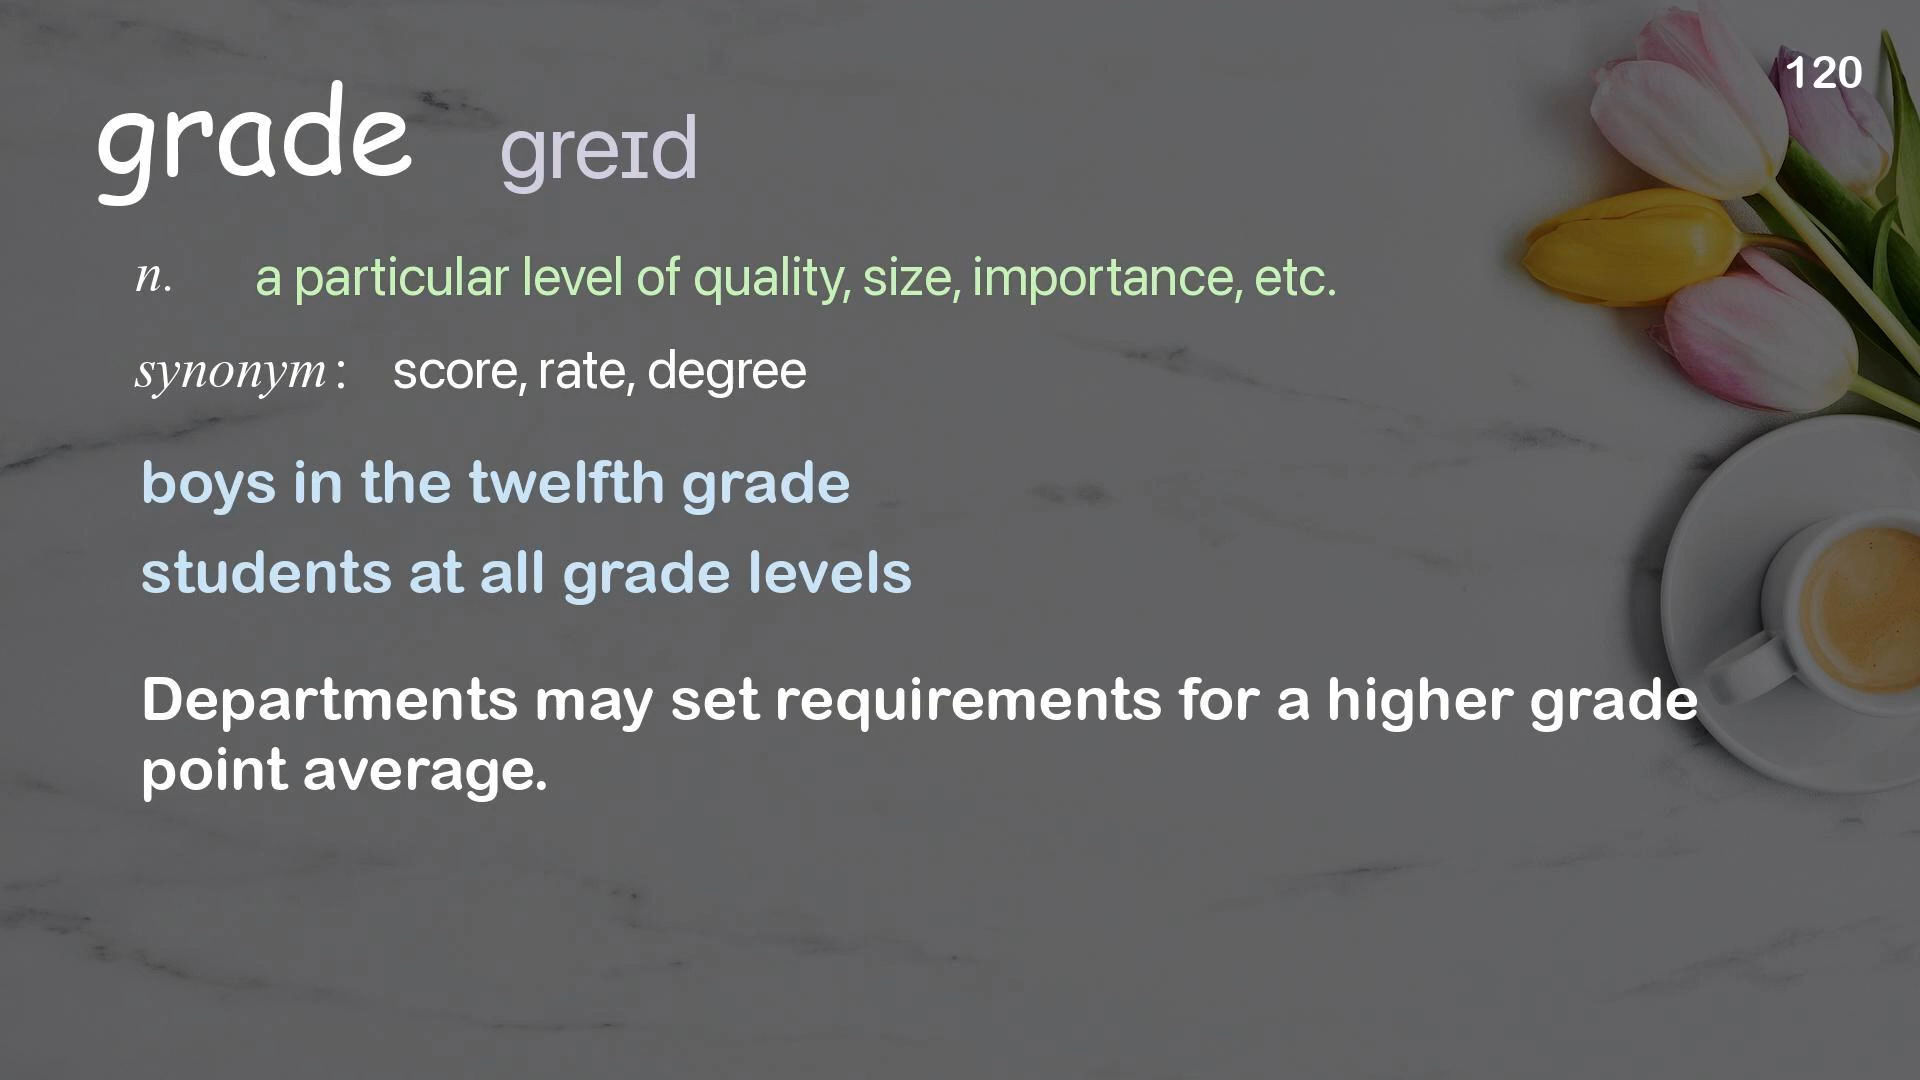 120
grade greɪd
n. a particular level of quality, size, importance, etc.
synonym: score, rate, degree
boys in the twelfth grade
students at all grade levels
Departments may set requirements for a higher grade
point average.